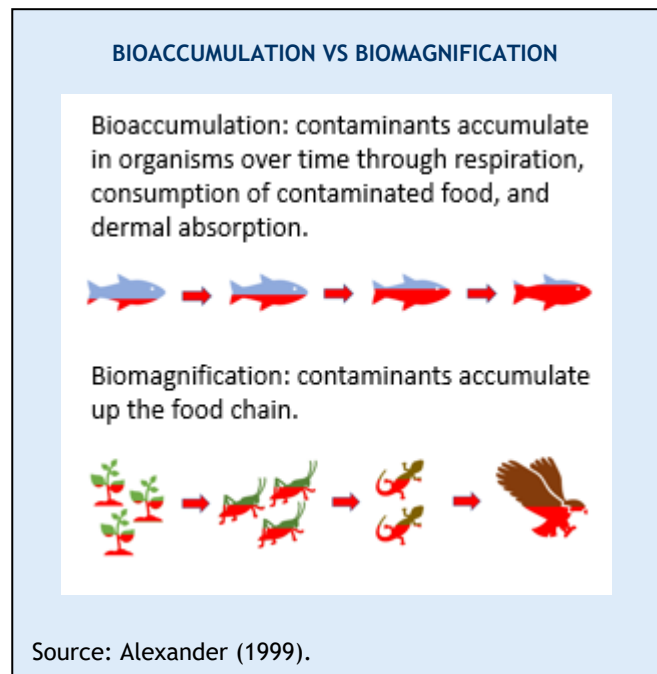 BIOACCUMULATION VS BIOMAGNIFICATION
Bioaccumulation: contaminants accumulate
in organisms over time through respiration,
consumption of contaminated food, and
dermal absorption.
Biomagnification: contaminants accumulate
up the food chain.
Source: Alexander (1999).